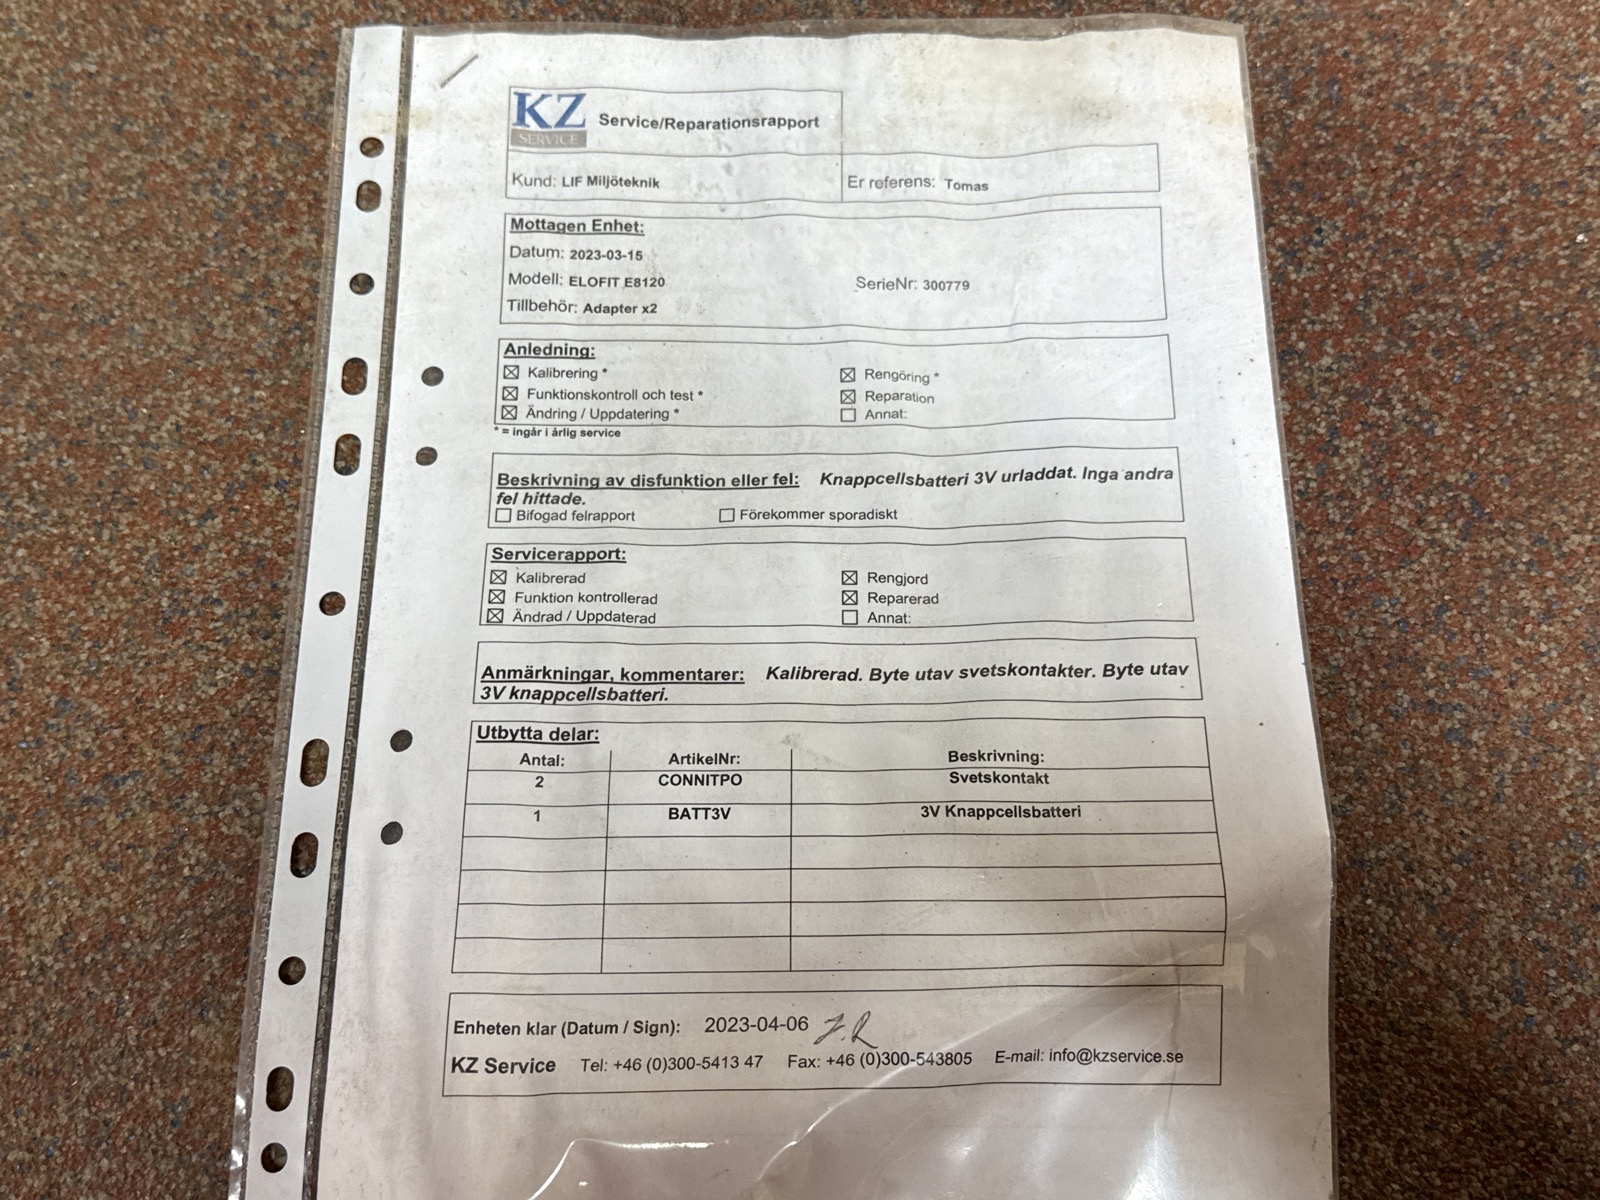 KZ
SERVICE
Service/Reparationsrapport
Kund: LIF Miljöteknik
Er referens: Tomas
Mottagen Enhet:
Datum: 2023-03-15
Modell: ELOFIT E8120
SerieNr: 300779
Tillbehör: Adapter x2
Anledning:
☒ Kalibrering *
☒ Rengöring *
☒ Funktionskontroll och test *
☒ Reparation
☒ Ändring / Uppdatering *
☐ Annat:
* = ingår i årlig service
Beskrivning av disfunktion eller fel: Knappcellsbatteri 3V urladdat. Inga andra
fel hittade.
☐ Bifogad felrapport
☐ Förekommer sporadiskt
Servicerapport:
☒ Kalibrerad
☒ Rengjord
☒ Funktion kontrollerad
☒ Reparerad
☒ Ändrad / Uppdaterad
☐ Annat:
Anmärkningar, kommentarer: Kalibrerad. Byte utav svetskontakter. Byte utav
3V knappcellsbatteri.
Utbytta delar:
Antal: ArtikelNr: Beskrivning:
2 CONNITPO Svetskontakt
1 BATT3V 3V Knappcellsbatteri
Enheten klar (Datum / Sign): 2023-04-06 J.R
KZ Service Tel: +46 (0)300-5413 47 Fax: +46 (0)300-543805 E-mail: info@kzservice.se